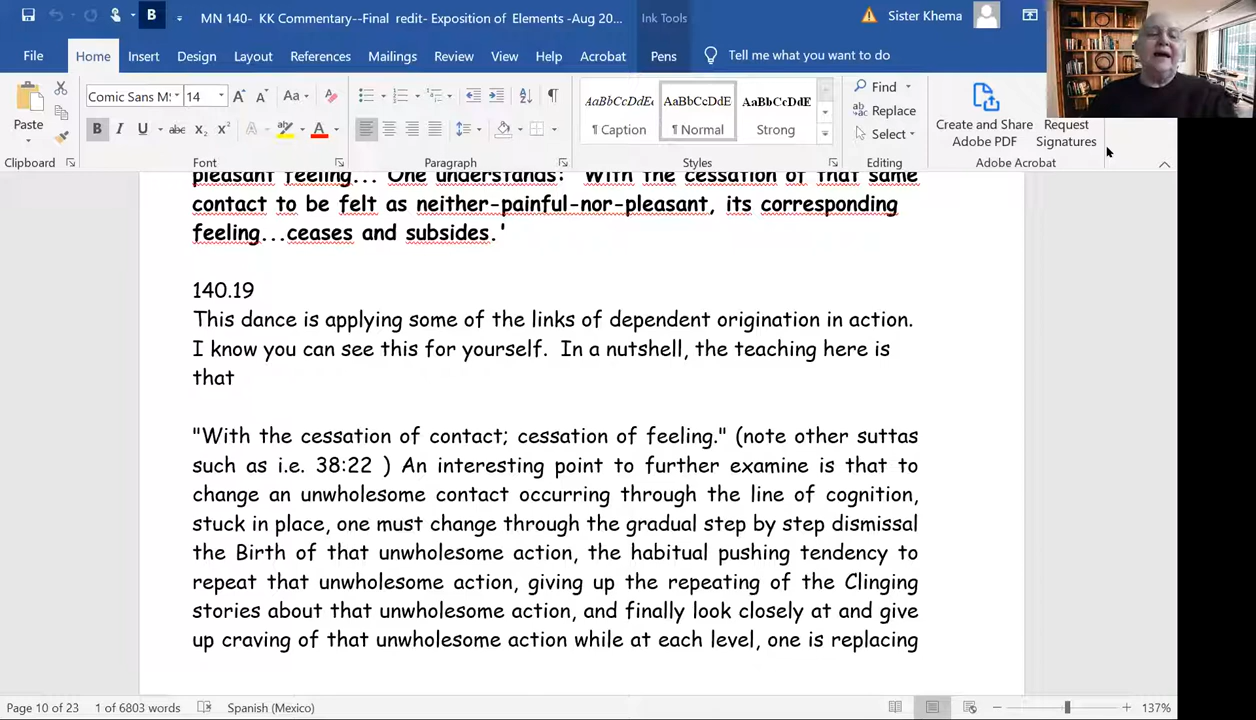 MN 140- KK Commentary--Final redit- Exposition of Elements -Aug 20...
Ink Tools
Sister Khema
File
Home
Insert
Design
Layout
References
Mailings
Review
View
Help
Acrobat
Pens
Tell me what you want to do
Paste
Clipboard
Comic Sans M
14
Font
Paragraph
AaBbCcDdEe
¶ Caption
AaBbCcDdE
¶ Normal
AaBbCcDdE
Strong
Styles
Find
Replace
Select
Editing
Create and Share
Adobe PDF
Request
Signatures
Adobe Acrobat
pleasant feeling... One understands: 'With the cessation of that same
contact to be felt as neither-painful-nor-pleasant, its corresponding
feeling...ceases and subsides.'
140.19
This dance is applying some of the links of dependent origination in action.
I know you can see this for yourself. In a nutshell, the teaching here is
that
"With the cessation of contact; cessation of feeling." (note other suttas
such as i.e. 38:22 ) An interesting point to further examine is that to
change an unwholesome contact occurring through the line of cognition,
stuck in place, one must change through the gradual step by step dismissal
the Birth of that unwholesome action, the habitual pushing tendency to
repeat that unwholesome action, giving up the repeating of the Clinging
stories about that unwholesome action, and finally look closely at and give
up craving of that unwholesome action while at each level, one is replacing
Page 10 of 23
1 of 6803 words
Spanish (Mexico)
137%